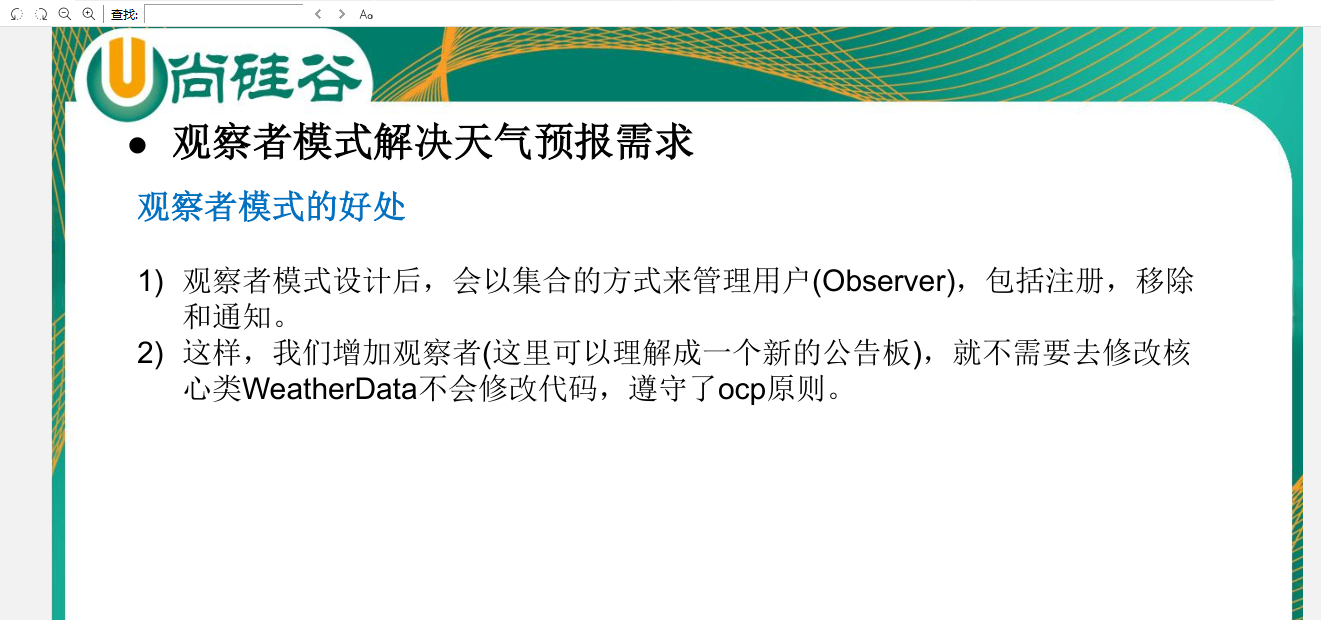 查找:
Aa
尚硅谷
● 观察者模式解决天气预报需求
观察者模式的好处
1) 观察者模式设计后，会以集合的方式来管理用户(Observer)，包括注册，移除
和通知。
2) 这样，我们增加观察者(这里可以理解成一个新的公告板)，就不需要去修改核
心类WeatherData不会修改代码，遵守了ocp原则。